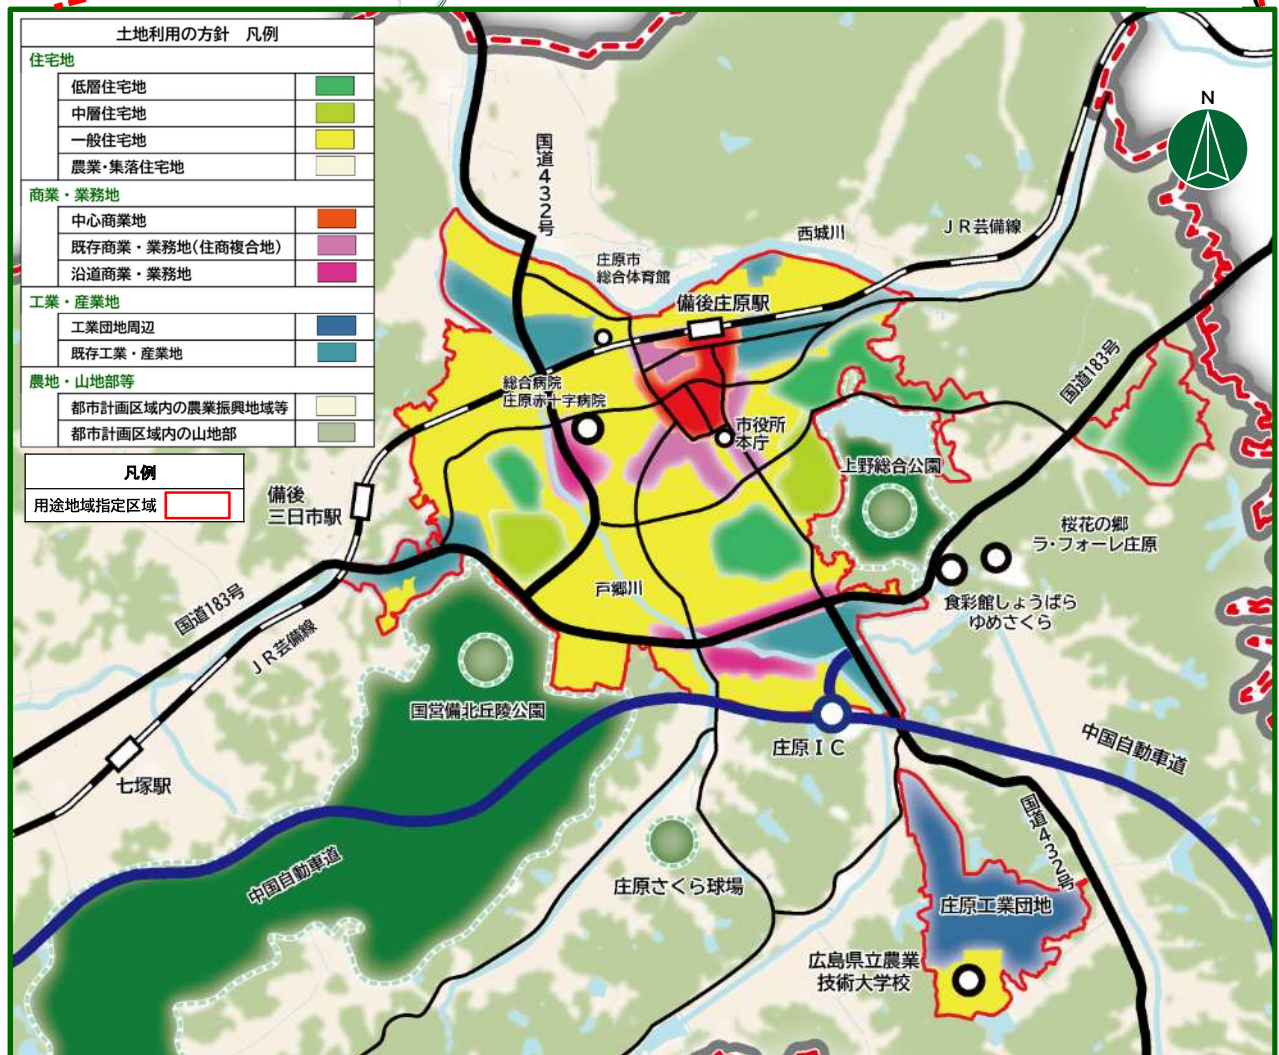 土地利用の方針　凡例
住宅地
低層住宅地
中層住宅地
一般住宅地
農業・集落住宅地
商業・業務地
中心商業地
既存商業・業務地(住商複合地)
沿道商業・業務地
工業・産業地
工業団地周辺
既存工業・産業地
農地・山地部等
都市計画区域内の農業振興地域等
都市計画区域内の山地部
凡例
用途地域指定区域
N
国道432号
西城川
JR芸備線
庄原市
総合体育館
備後庄原駅
国道183号
総合病院
庄原赤十字病院
市役所
本庁
上野総合公園
備後
三日市駅
桜花の郷
ラ・フォーレ庄原
戸郷川
食彩館しょうばら
ゆめさくら
国道183号
JR芸備線
国営備北丘陵公園
庄原IC
中国自動車道
七塚駅
国道432号
中国自動車道
庄原さくら球場
庄原工業団地
広島県立農業
技術大学校